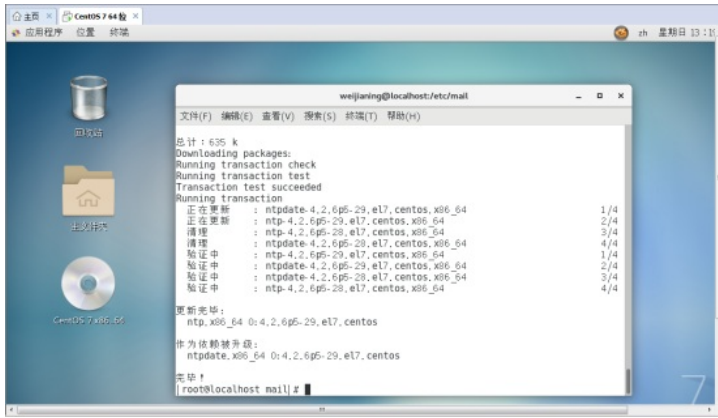 主页 × CentOS 7 64 位 ×
应用程序 位置 终端 zh 星期日 13:19
回收站
主文件夹
CentOS 7 x86_64
weijianing@localhost:/etc/mail
文件(F) 编辑(E) 查看(V) 搜索(S) 终端(T) 帮助(H)
总计：635 k
Downloading packages:
Running transaction check
Running transaction test
Transaction test succeeded
Running transaction
正在更新 : ntpdate-4.2.6p5-29.el7.centos.x86_64 1/4
正在更新 : ntp-4.2.6p5-29.el7.centos.x86_64 2/4
清理 : ntp-4.2.6p5-28.el7.centos.x86_64 3/4
清理 : ntpdate-4.2.6p5-28.el7.centos.x86_64 4/4
验证中 : ntp-4.2.6p5-29.el7.centos.x86_64 1/4
验证中 : ntpdate-4.2.6p5-29.el7.centos.x86_64 2/4
验证中 : ntpdate-4.2.6p5-28.el7.centos.x86_64 3/4
验证中 : ntp-4.2.6p5-28.el7.centos.x86_64 4/4
更新完毕:
ntp.x86_64 0:4.2.6p5-29.el7.centos
作为依赖被升级:
ntpdate.x86_64 0:4.2.6p5-29.el7.centos
完毕！
[root@localhost mail]#
7